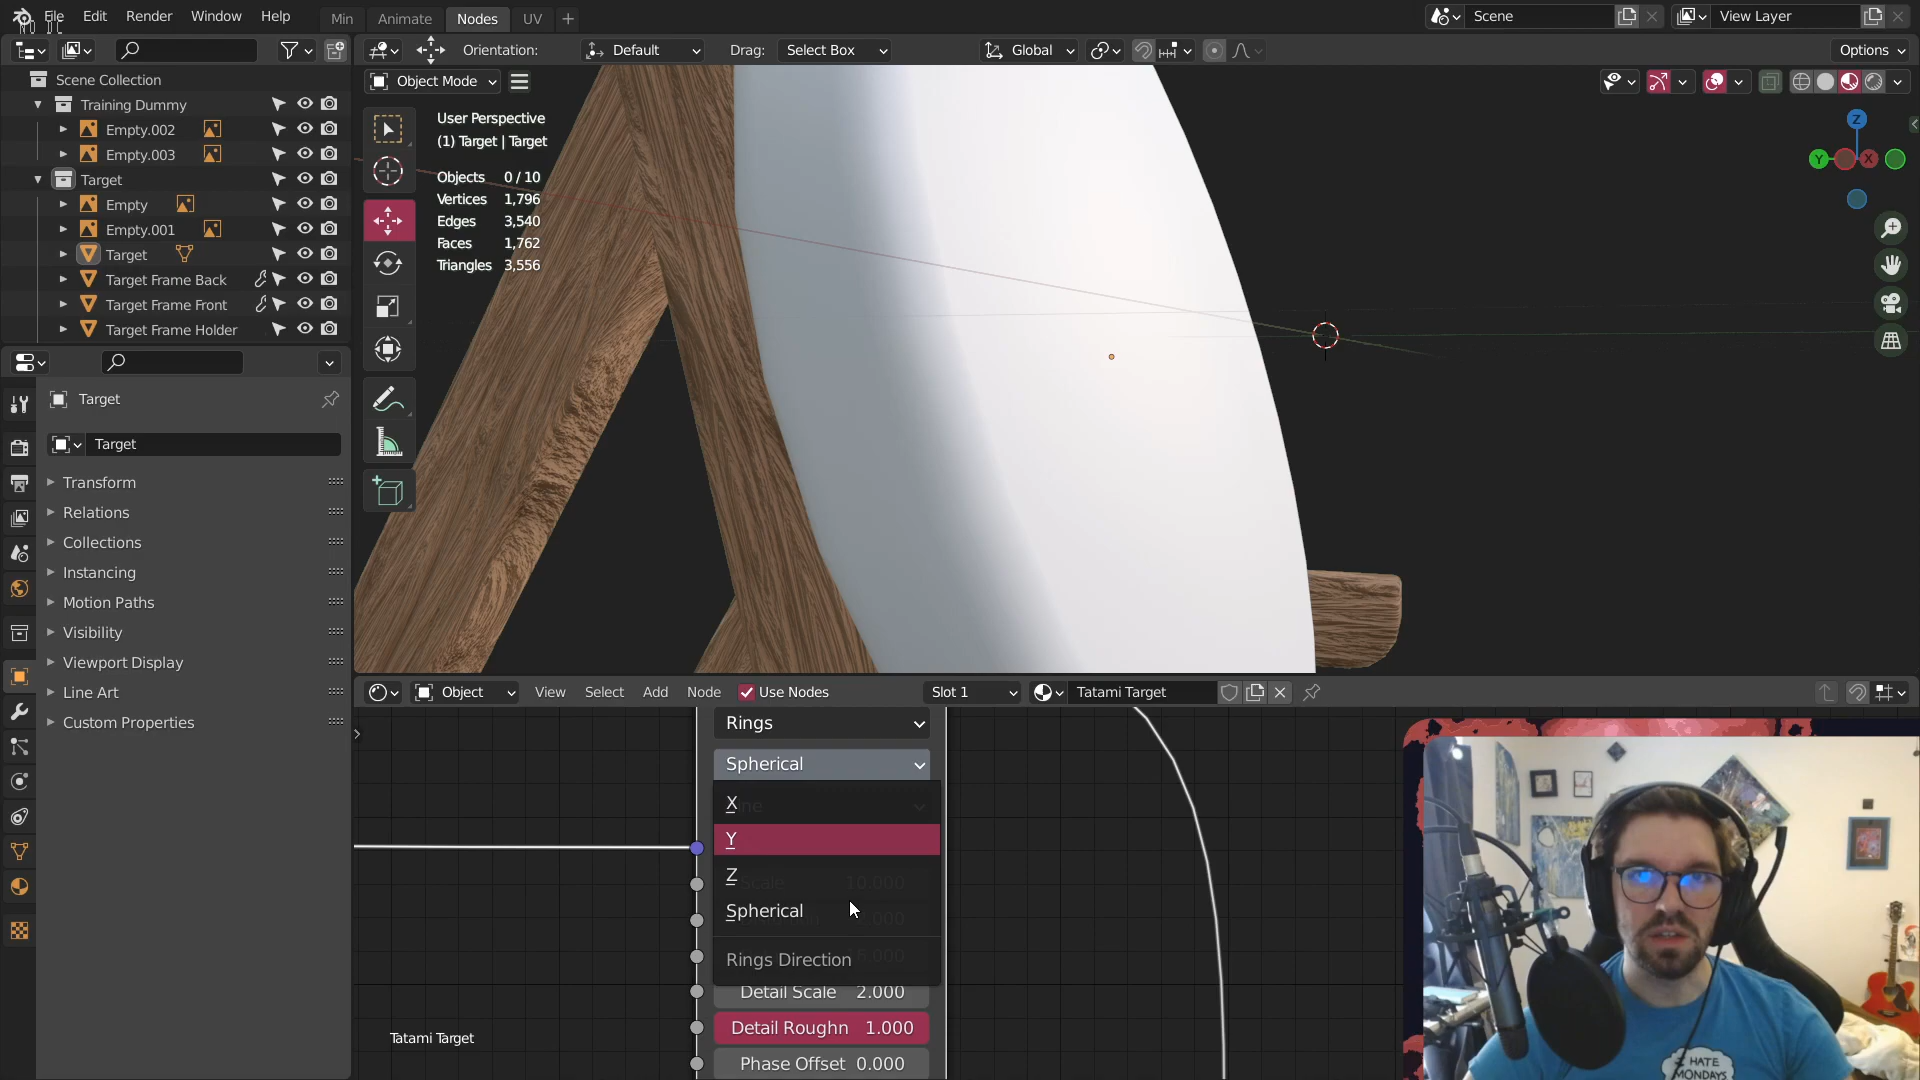 File Edit Render Window Help
Min Animate Nodes UV
Scene
View Layer
Orientation: Default Drag: Select Box Global Options
Object Mode
Scene Collection
Training Dummy
Empty.002
Empty.003
Target
Empty
Empty.001
Target
Target Frame Back
Target Frame Front
Target Frame Holder
User Perspective
(1) Target | Target
Objects 0 / 10
Vertices 1,796
Edges 3,540
Faces 1,762
Triangles 3,556
Z
Y
X
Target
Target
Transform
Relations
Collections
Instancing
Motion Paths
Visibility
Viewport Display
Line Art
Custom Properties
Object View Select Add Node Use Nodes Slot 1 Tatami Target
Rings
Spherical
X
Y
Z
Scale 10.000
Spherical
Rings Direction
Detail Scale 2.000
Detail Roughn 1.000
Phase Offset 0.000
Tatami Target
I HATE
MONDAYS